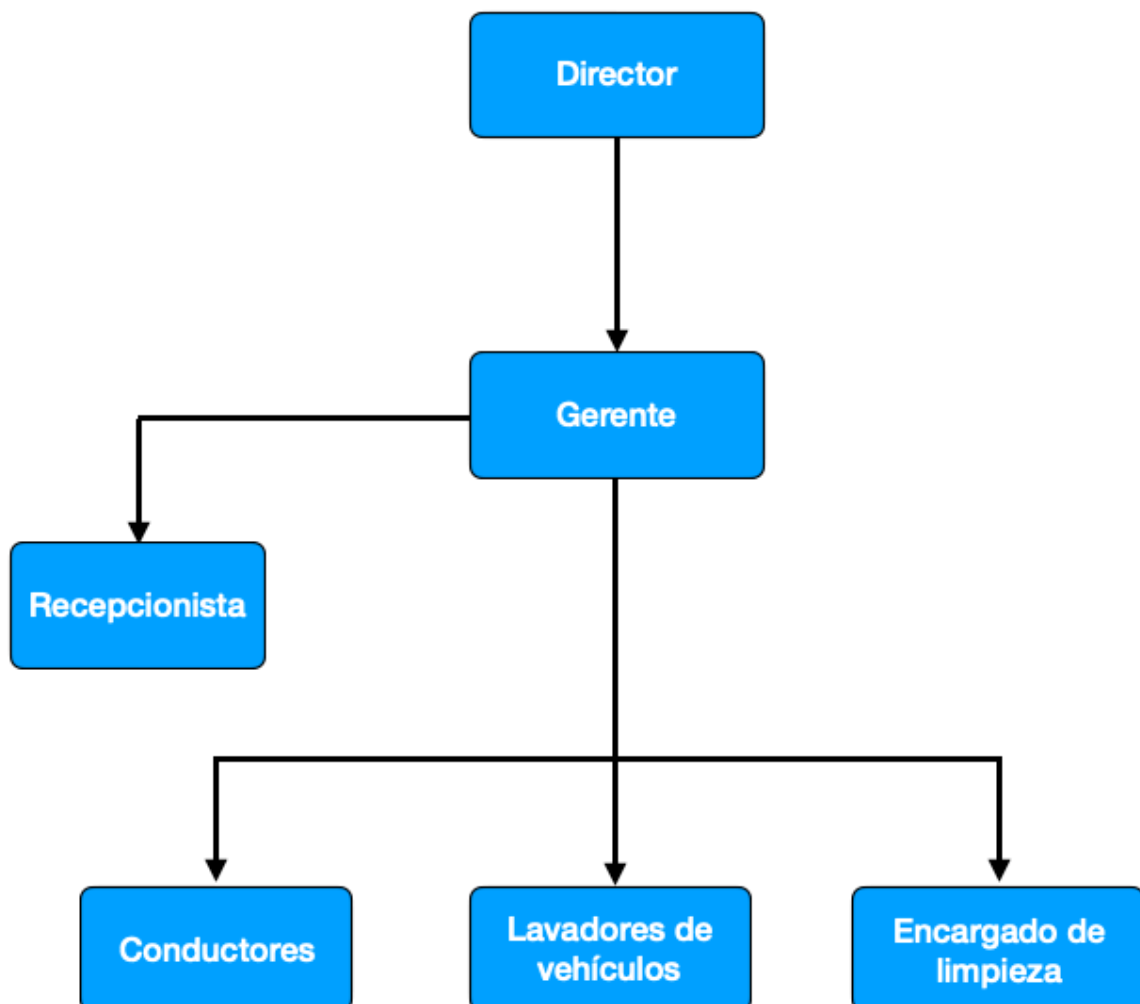 Director
Gerente
Recepcionista
Conductores
Lavadores de
vehículos
Encargado de
limpieza